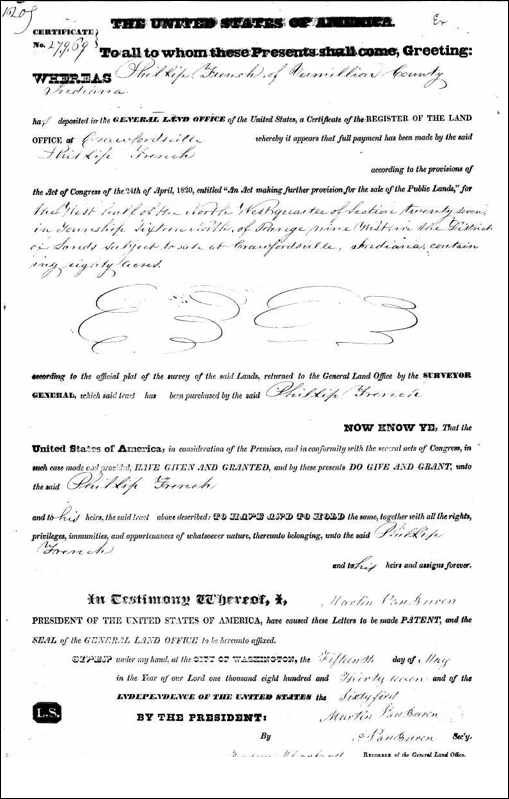 THE UNITED STATES OF AMERICA.
CERTIFICATE
No.
To all to whom these Presents shall come, Greeting:
WHEREAS Phillip French, of Vermillion County
Indiana
ha deposited in the GENERAL LAND OFFICE of the United States, a Certificate of the REGISTER OF THE LAND
OFFICE at Crawfordsville whereby it appears that full payment has been made by the said
Phillip French
according to the provisions of
the Act of Congress of the 24th of April, 1820, entitled "An Act making further provision for the sale of the Public Lands," for
the West half of the North West quarter of Section twenty seven,
in Township Sixteen North, of Range nine West in the District
of Lands subject to sale at Crawfordsville, Indiana, contain
ing eighty acres.
according to the official plat of the survey of the said Lands, returned to the General Land Office by the SURVEYOR
GENERAL, which said tract has been purchased by the said Phillip French
NOW KNOW YE, That the
United States of America, in consideration of the Premises, and in conformity with the several acts of Congress, in
such case made and provided, HAVE GIVEN AND GRANTED, and by these presents DO GIVE AND GRANT, unto
the said Phillip French
and to his heirs, the said tract above described: TO HAVE AND TO HOLD the same, together with all the rights,
privileges, immunities, and appurtenances of whatsoever nature, thereunto belonging, unto the said Phillip
French
and to his heirs and assigns forever.
In Testimony Whereof, I, Martin Van Buren
PRESIDENT OF THE UNITED STATES OF AMERICA, have caused these Letters to be made PATENT, and the
SEAL of the GENERAL LAND OFFICE to be hereunto affixed.
GIVEN under my hand, at the CITY OF WASHINGTON, the Fifteenth day of May
in the Year of our Lord one thousand eight hundred and Thirty seven and of the
INDEPENDENCE OF THE UNITED STATES the Sixty first
L.S.
BY THE PRESIDENT: Martin Van Buren
By Van Buren Sec'y.
RECORDER of the General Land Office.